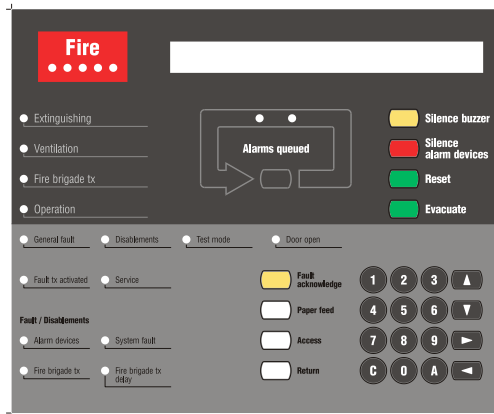 Fire
Extinguishing
Silence buzzer
Ventilation
Alarms queued
Silence
alarm devices
Fire brigade tx
Reset
Operation
Evacuate
General fault
Disablements
Test mode
Door open
Fault tx activated
Service
Fault
acknowledge
1 2 3
Paper feed
4 5 6
Fault / Disablements
Alarm devices
System fault
Access
7 8 9
Fire brigade tx
Fire brigade tx
delay
Return
C 0 A